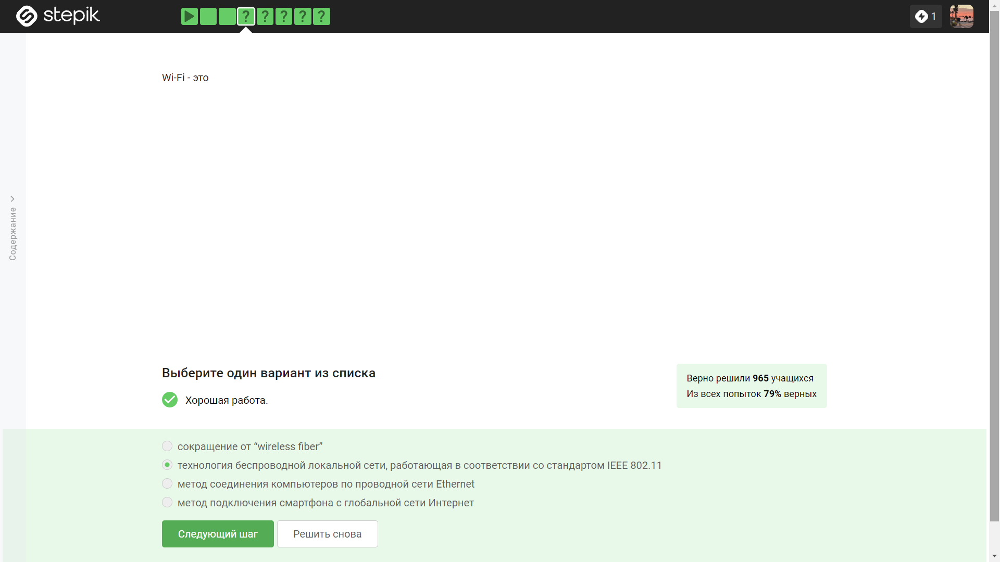 stepik
? ? ? ? ?
1
Содержание
Wi-Fi - это
Выберите один вариант из списка
Хорошая работа.
Верно решили 965 учащихся
Из всех попыток 79% верных
сокращение от “wireless fiber”
технология беспроводной локальной сети, работающая в соответствии со стандартом IEEE 802.11
метод соединения компьютеров по проводной сети Ethernet
метод подключения смартфона с глобальной сети Интернет
Следующий шаг
Решить снова